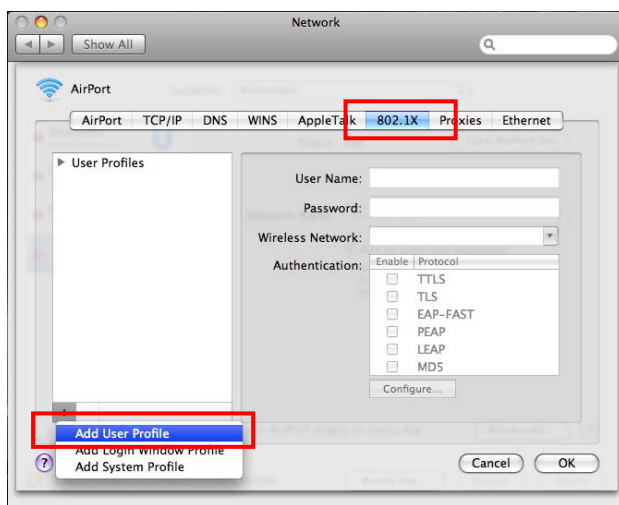 Network
Show All
AirPort
AirPort TCP/IP DNS WINS AppleTalk 802.1X Proxies Ethernet
User Profiles
User Name:
Password:
Wireless Network:
Authentication:
Enable Protocol
TTLS
TLS
EAP-FAST
PEAP
LEAP
MD5
Configure...
Add User Profile
Add Login Window Profile
Add System Profile
?
Cancel OK